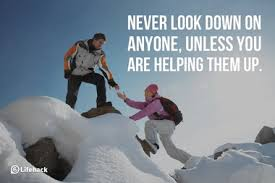 NEVER LOOK DOWN ON
ANYONE, UNLESS YOU
ARE HELPING THEM UP.
Lifehack